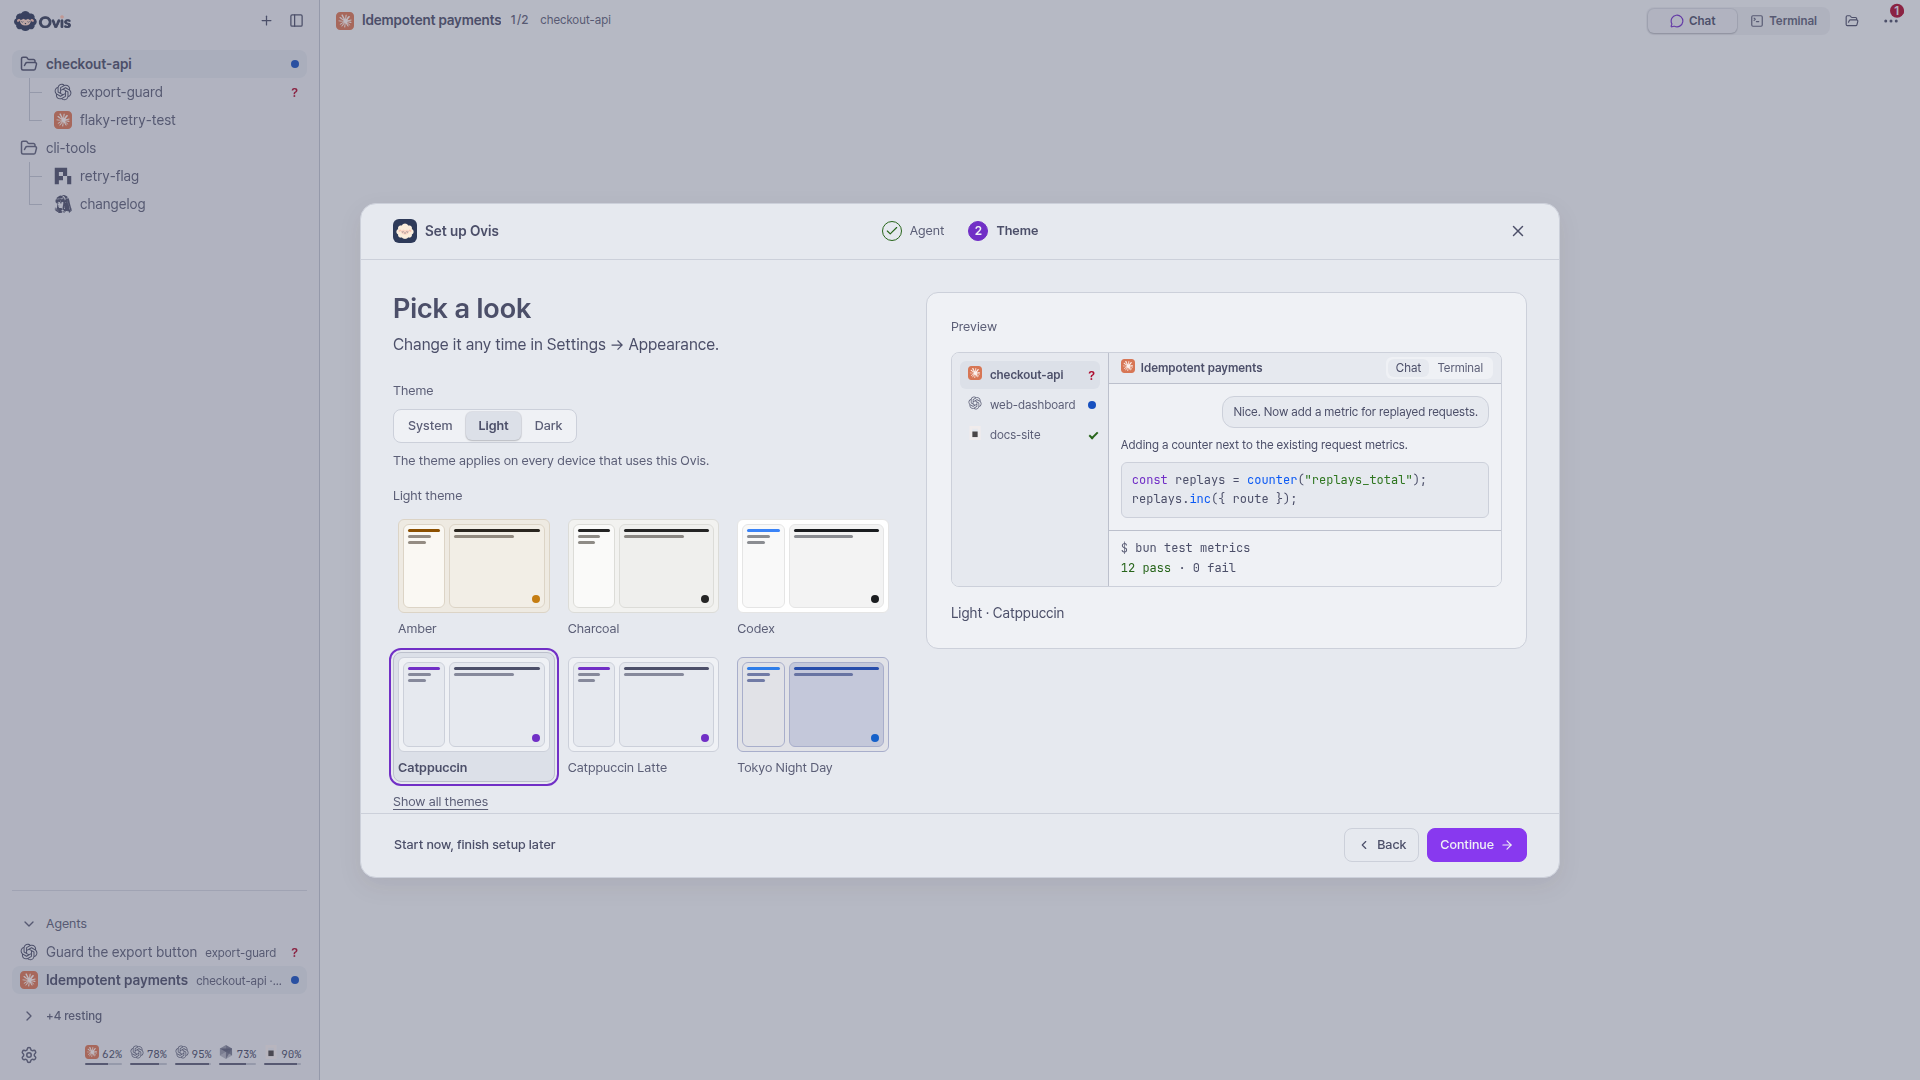 Ovis
checkout-api
export-guard ?
flaky-retry-test
cli-tools
retry-flag
changelog
Agents
Guard the export button export-guard ?
Idempotent payments checkout-api ·...
+4 resting
62% 78% 95% 73% 90%
Idempotent payments 1/2 checkout-api
Chat Terminal
1
Set up Ovis
Agent
2 Theme
Pick a look
Change it any time in Settings → Appearance.
Theme
System Light Dark
The theme applies on every device that uses this Ovis.
Light theme
Amber Charcoal Codex
Catppuccin Catppuccin Latte Tokyo Night Day
Show all themes
Preview
checkout-api ?
web-dashboard
docs-site
Idempotent payments Chat Terminal
Nice. Now add a metric for replayed requests.
Adding a counter next to the existing request metrics.
const replays = counter("replays_total");
replays.inc({ route });
$ bun test metrics
12 pass · 0 fail
Light · Catppuccin
Start now, finish setup later
Back
Continue →